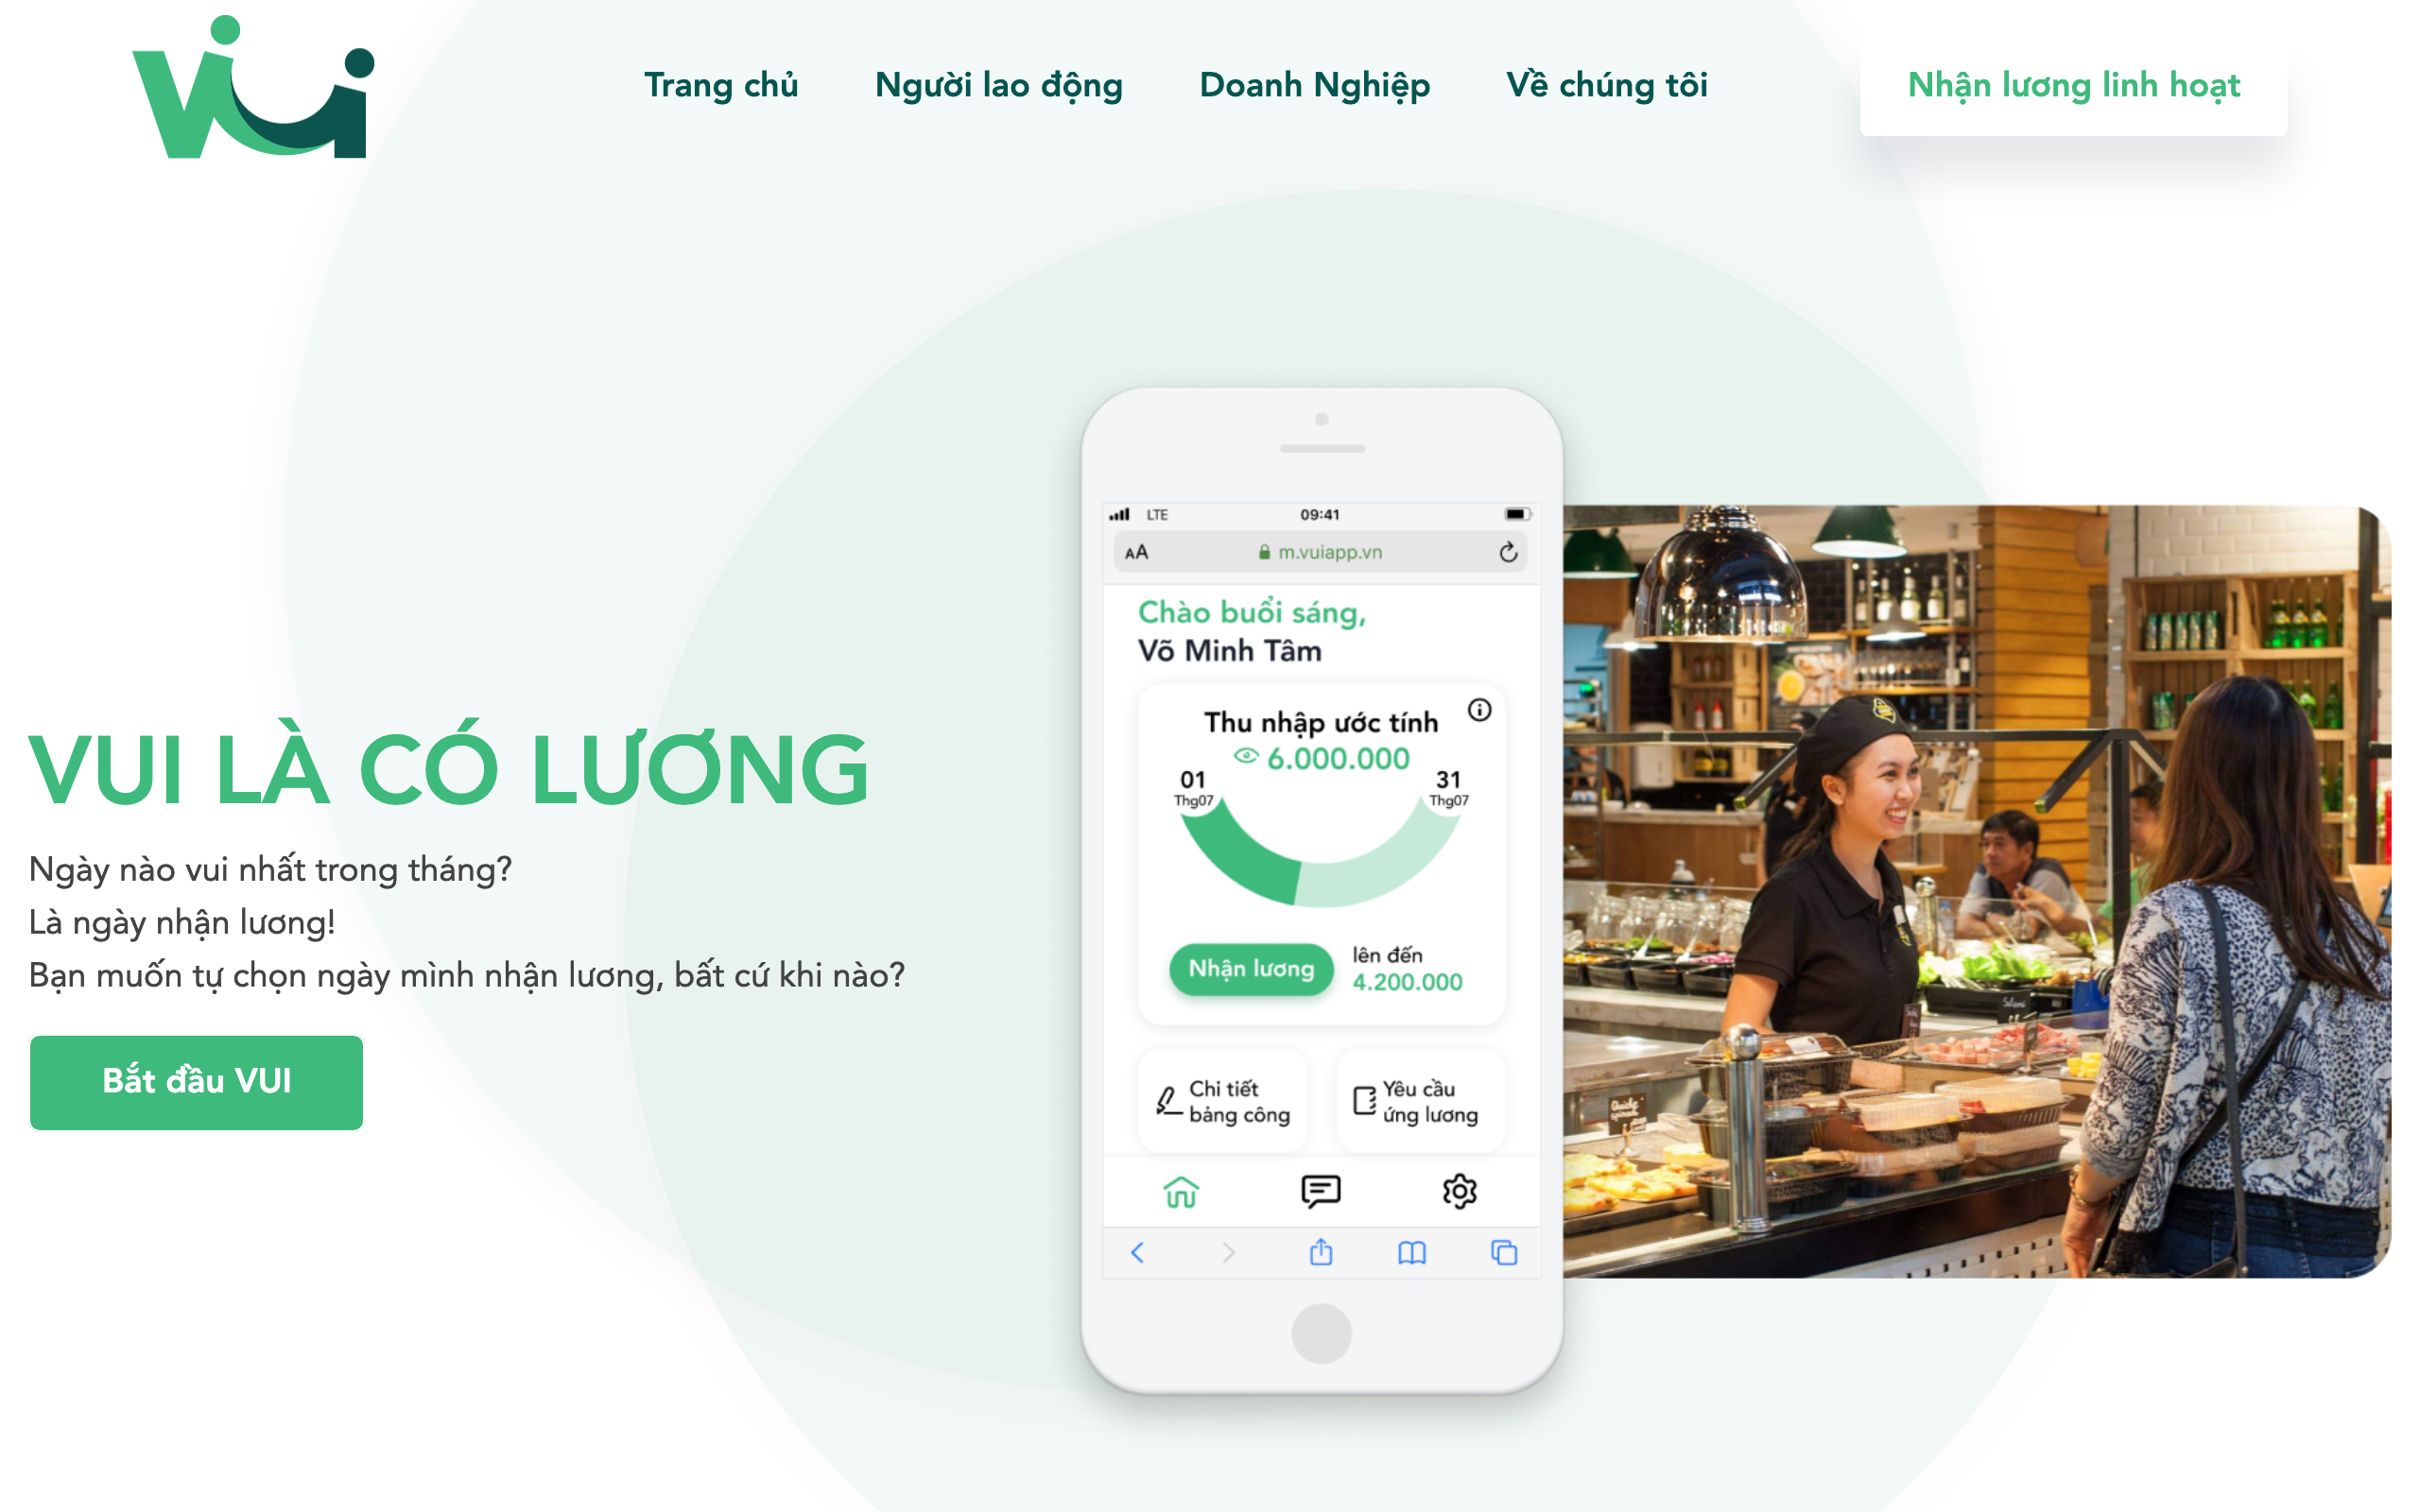 Vui
Trang chủ
Người lao động
Doanh Nghiệp
Về chúng tôi
Nhận lương linh hoạt
VUI LÀ CÓ LƯƠNG
Ngày nào vui nhất trong tháng?
Là ngày nhận lương!
Bạn muốn tự chọn ngày mình nhận lương, bất cứ khi nào?
Bắt đầu VUI
LTE
09:41
AA
m.vuiapp.vn
Chào buổi sáng,
Võ Minh Tâm
Thu nhập ước tính
6.000.000
01
Thg07
31
Thg07
Nhận lương
lên đến
4.200.000
Chi tiết
bảng công
Yêu cầu
ứng lương